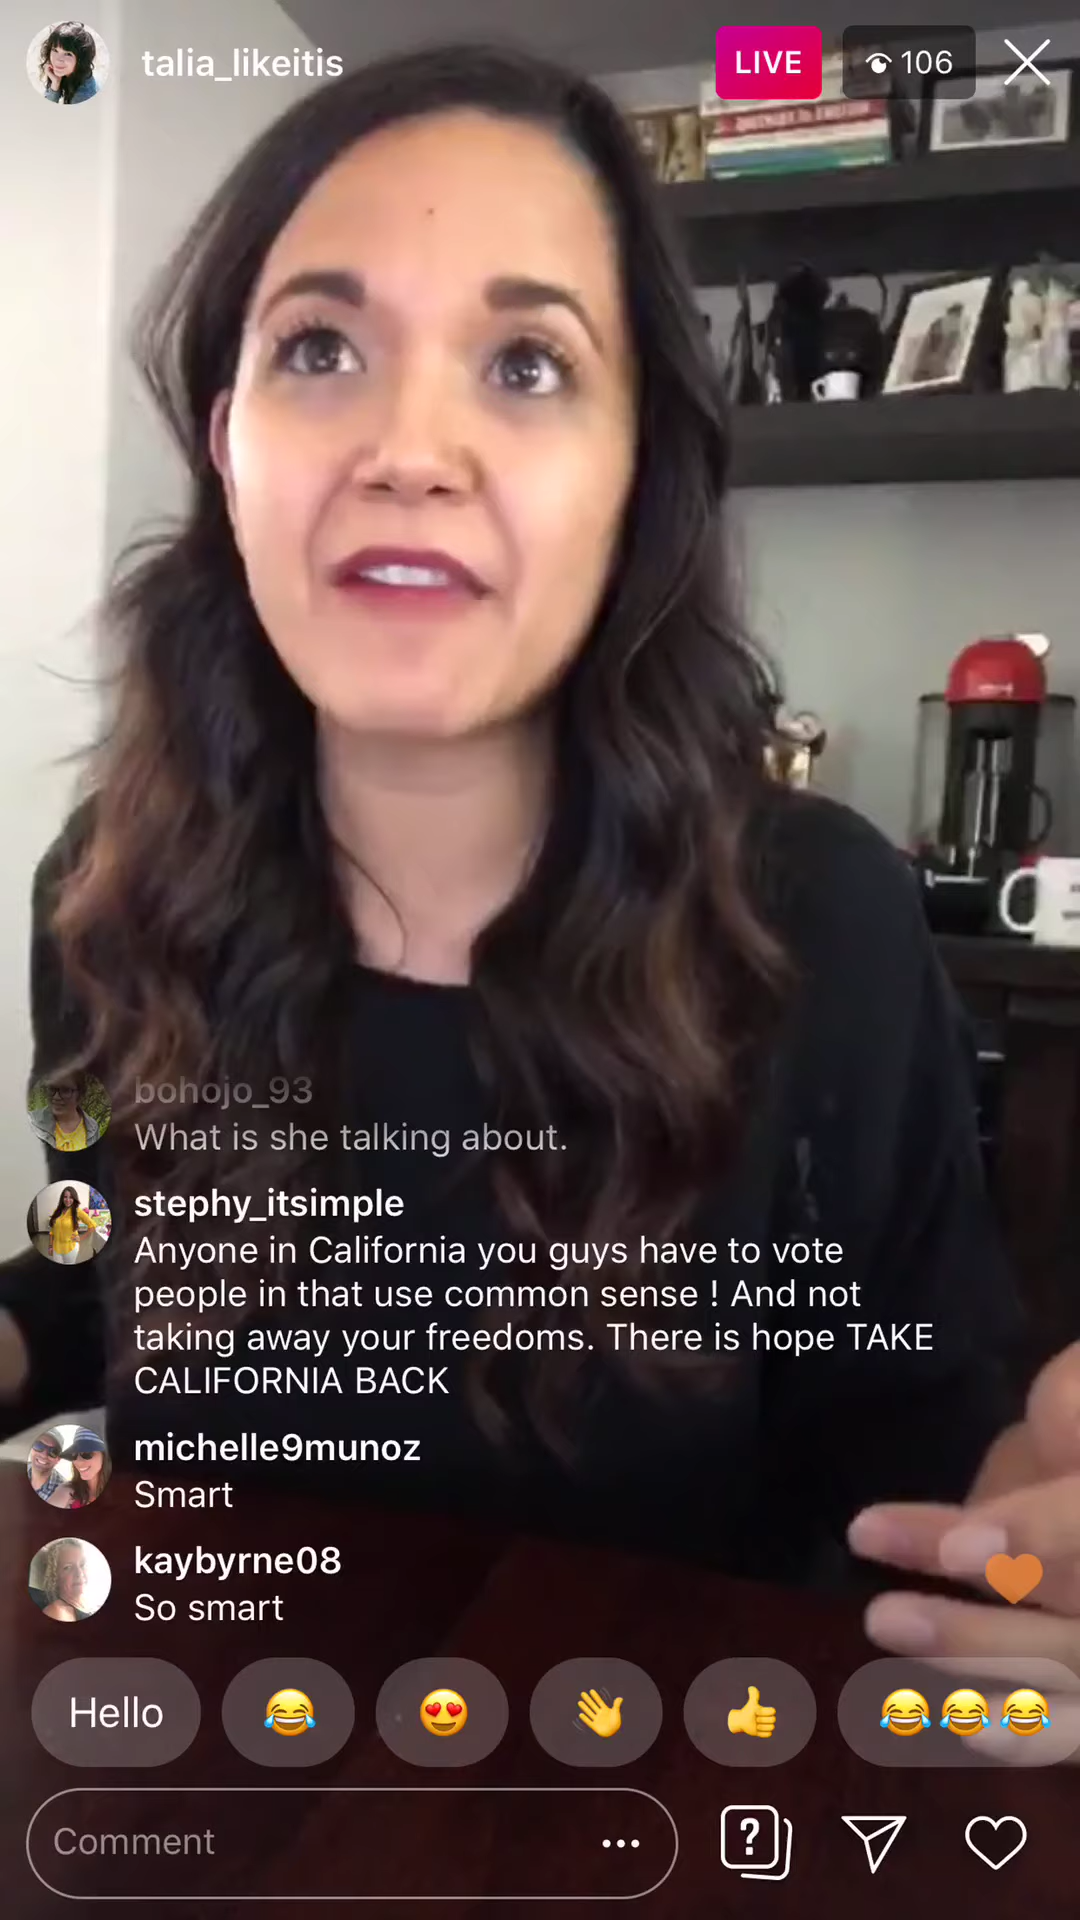 talia_likeitis
LIVE
106
bohojo_93
What is she talking about.
stephy_itsimple
Anyone in California you guys have to vote
people in that use common sense ! And not
taking away your freedoms. There is hope TAKE
CALIFORNIA BACK
michelle9munoz
Smart
kaybyrne08
So smart
Hello
Comment